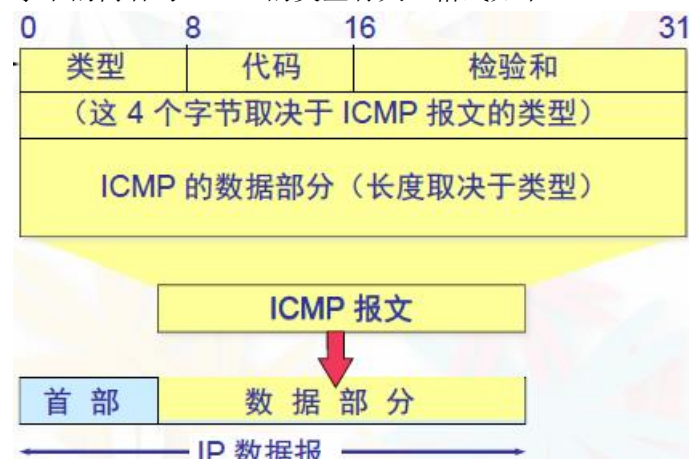 0 8 16 31
类型 代码 检验和
（这 4 个字节取决于 ICMP 报文的类型）
ICMP 的数据部分（长度取决于类型）
ICMP 报文
首 部 数 据 部 分
IP 数据报